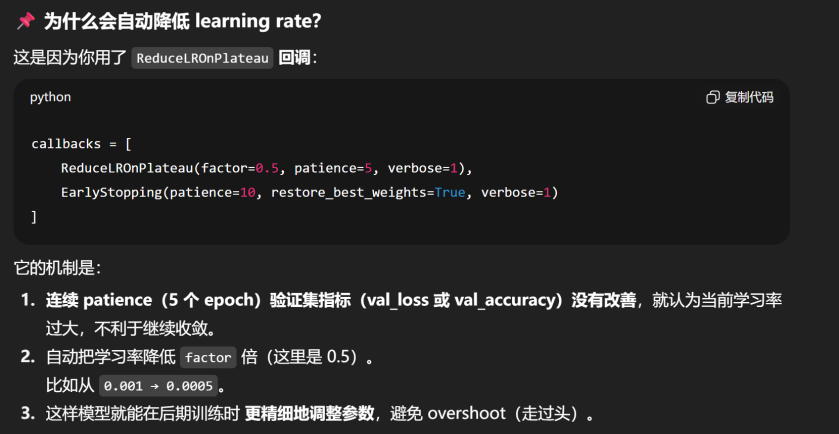 📌 为什么会自动降低 learning rate?
这是因为你用了 ReduceLROnPlateau 回调：
python
复制代码
callbacks = [
    ReduceLROnPlateau(factor=0.5, patience=5, verbose=1),
    EarlyStopping(patience=10, restore_best_weights=True, verbose=1)
]
它的机制是：
1. 连续 patience（5 个 epoch）验证集指标（val_loss 或 val_accuracy）没有改善，就认为当前学习率
过大，不利于继续收敛。
2. 自动把学习率降低 factor 倍（这里是 0.5）。
比如从 0.001 → 0.0005。
3. 这样模型就能在后期训练时 更精细地调整参数，避免 overshoot（走过头）。